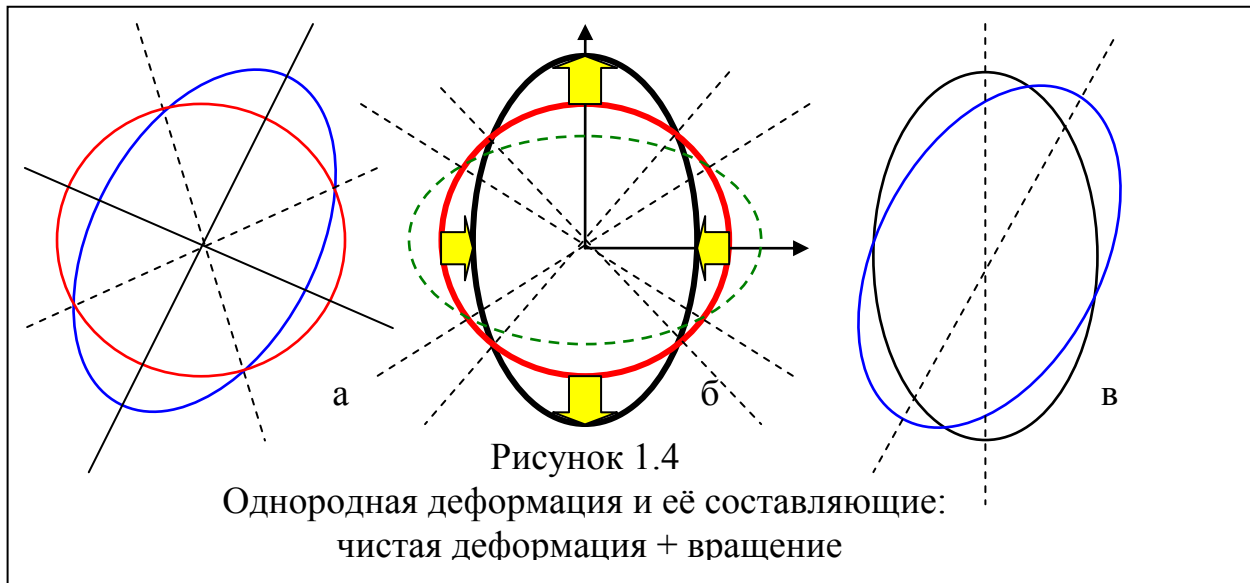 а
б
в
Рисунок 1.4
Однородная деформация и её составляющие:
чистая деформация + вращение